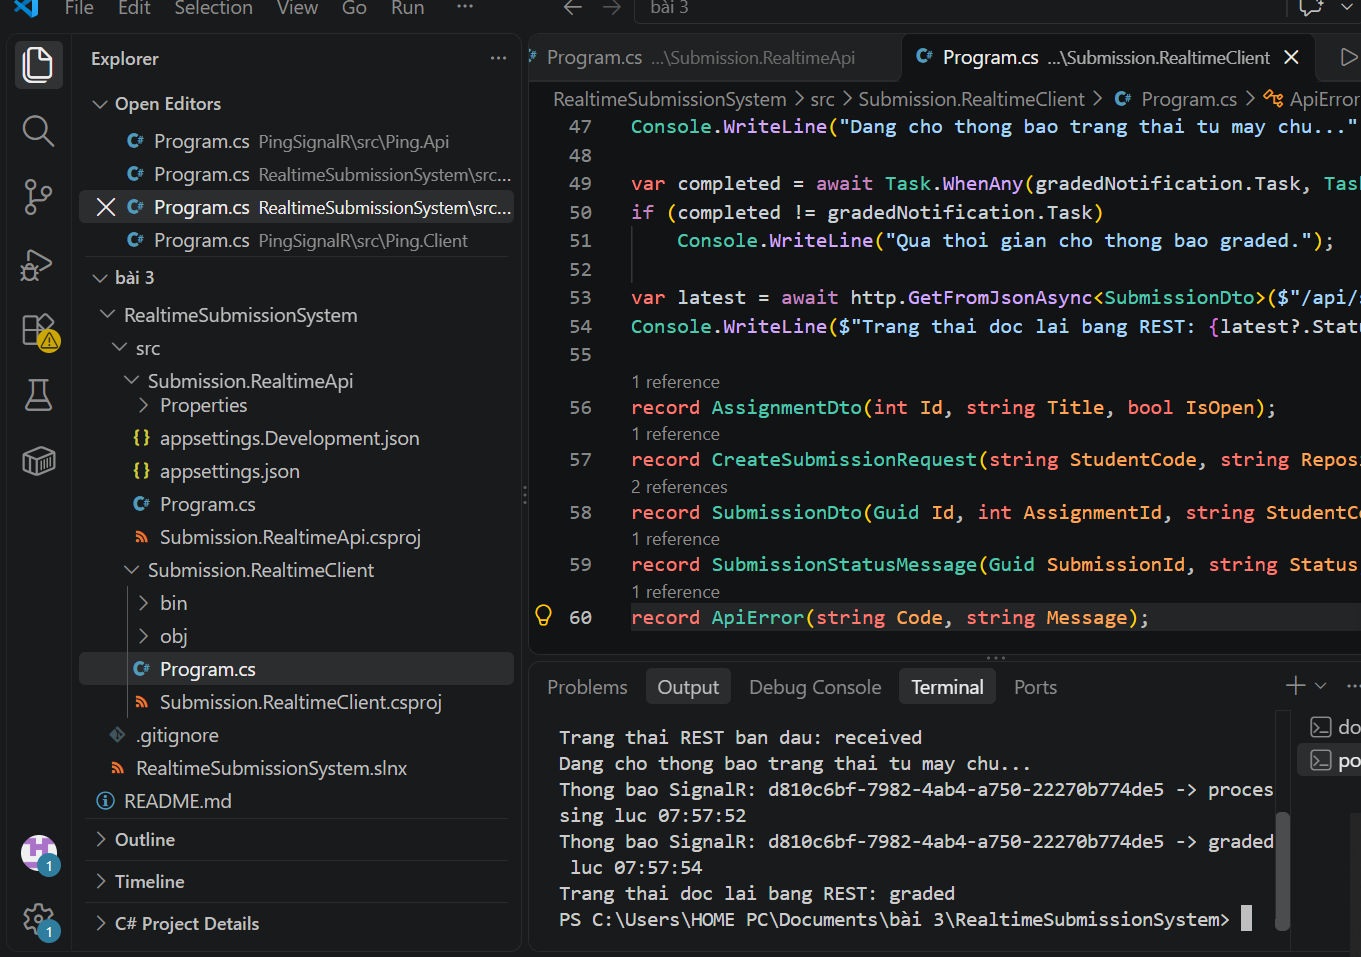 File Edit Selection View Go Run ··· bài 3
Explorer ···
Open Editors
C# Program.cs PingSignalR\src\Ping.Api
C# Program.cs RealtimeSubmissionSystem\src...
C# Program.cs RealtimeSubmissionSystem\src...
C# Program.cs PingSignalR\src\Ping.Client
bài 3
RealtimeSubmissionSystem
src
Submission.RealtimeApi
Properties
{} appsettings.Development.json
{} appsettings.json
C# Program.cs
Submission.RealtimeApi.csproj
Submission.RealtimeClient
bin
obj
C# Program.cs
Submission.RealtimeClient.csproj
.gitignore
RealtimeSubmissionSystem.slnx
README.md
Outline
Timeline
C# Project Details
1
1
Program.cs ...\Submission.RealtimeApi
C# Program.cs ...\Submission.RealtimeClient
RealtimeSubmissionSystem > src > Submission.RealtimeClient > C# Program.cs > ApiError
47 Console.WriteLine("Dang cho thong bao trang thai tu may chu..."
48
49 var completed = await Task.WhenAny(gradedNotification.Task, Tas
50 if (completed != gradedNotification.Task)
51 Console.WriteLine("Qua thoi gian cho thong bao graded.");
52
53 var latest = await http.GetFromJsonAsync<SubmissionDto>($"/api/
54 Console.WriteLine($"Trang thai doc lai bang REST: {latest?.Statu
55
1 reference
56 record AssignmentDto(int Id, string Title, bool IsOpen);
1 reference
57 record CreateSubmissionRequest(string StudentCode, string Repos
2 references
58 record SubmissionDto(Guid Id, int AssignmentId, string StudentC
1 reference
59 record SubmissionStatusMessage(Guid SubmissionId, string Status
1 reference
60 record ApiError(string Code, string Message);
Problems Output Debug Console Terminal Ports
Trang thai REST ban dau: received
Dang cho thong bao trang thai tu may chu...
Thong bao SignalR: d810c6bf-7982-4ab4-a750-22270b774de5 -> proces
sing luc 07:57:52
Thong bao SignalR: d810c6bf-7982-4ab4-a750-22270b774de5 -> graded
luc 07:57:54
Trang thai doc lai bang REST: graded
PS C:\Users\HOME PC\Documents\bài 3\RealtimeSubmissionSystem>
do
po